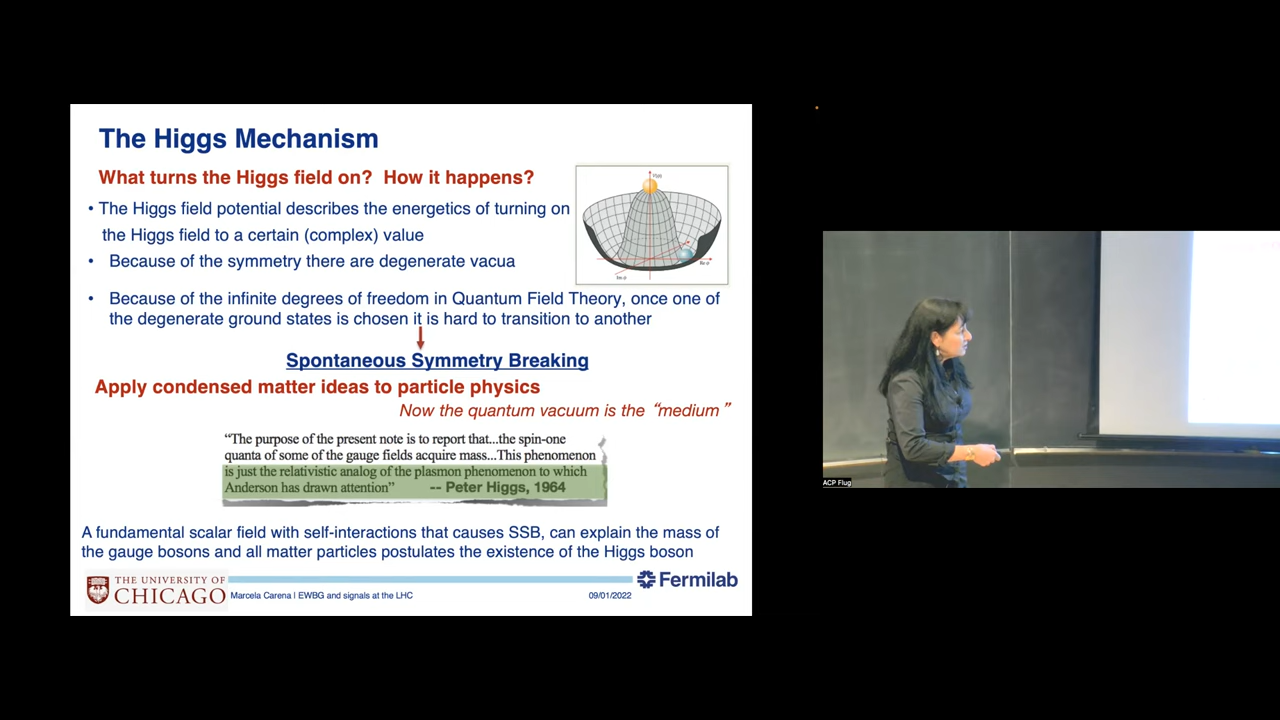 The Higgs Mechanism
What turns the Higgs field on? How it happens?
• The Higgs field potential describes the energetics of turning on
the Higgs field to a certain (complex) value
• Because of the symmetry there are degenerate vacua
• Because of the infinite degrees of freedom in Quantum Field Theory, once one of
the degenerate ground states is chosen it is hard to transition to another
Spontaneous Symmetry Breaking
Apply condensed matter ideas to particle physics
Now the quantum vacuum is the “medium”
“The purpose of the present note is to report that...the spin-one
quanta of some of the gauge fields acquire mass...This phenomenon
is just the relativistic analog of the plasmon phenomenon to which
Anderson has drawn attention” -- Peter Higgs, 1964
A fundamental scalar field with self-interactions that causes SSB, can explain the mass of
the gauge bosons and all matter particles postulates the existence of the Higgs boson
THE UNIVERSITY OF
CHICAGO
Marcela Carena | EWBG and signals at the LHC
09/01/2022
Fermilab
ACP Flug